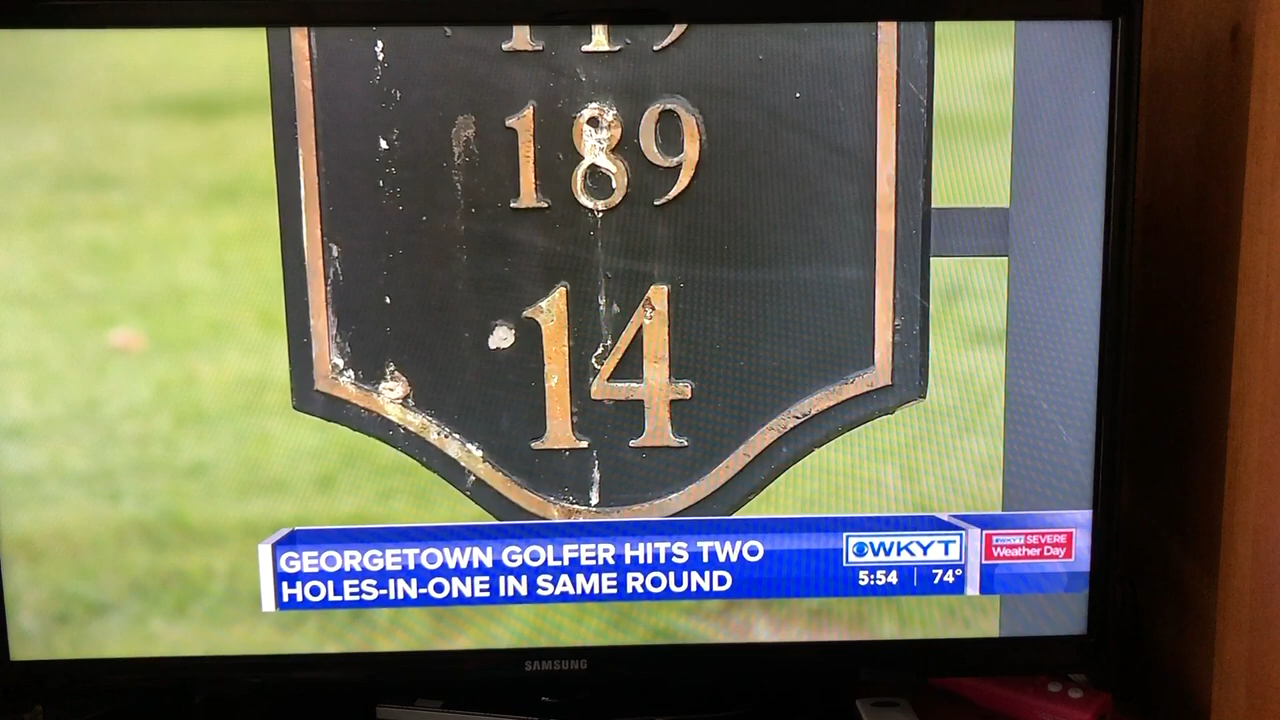 189
14
GEORGETOWN GOLFER HITS TWO
HOLES-IN-ONE IN SAME ROUND
WKYT
5:54 | 74°
WKYT SEVERE
Weather Day
SAMSUNG